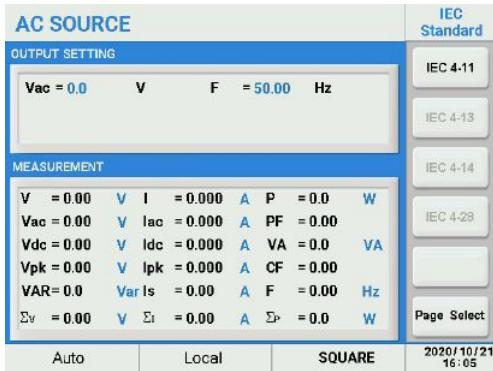 AC SOURCE
IEC
Standard
OUTPUT SETTING
Vac = 0.0 V F = 50.00 Hz
IEC 4-11
IEC 4-13
IEC 4-14
IEC 4-28
Page Select
MEASUREMENT
V = 0.00 V I = 0.000 A P = 0.0 W
Vac = 0.00 V Iac = 0.000 A PF = 0.00
Vdc = 0.00 V Idc = 0.000 A VA = 0.0 VA
Vpk = 0.00 V Ipk = 0.000 A CF = 0.00
VAR= 0.0 Var Is = 0.00 A F = 0.00 Hz
Σv = 0.00 V Σı = 0.00 A Σp = 0.0 W
Auto Local SQUARE
2020/10/21
16:05